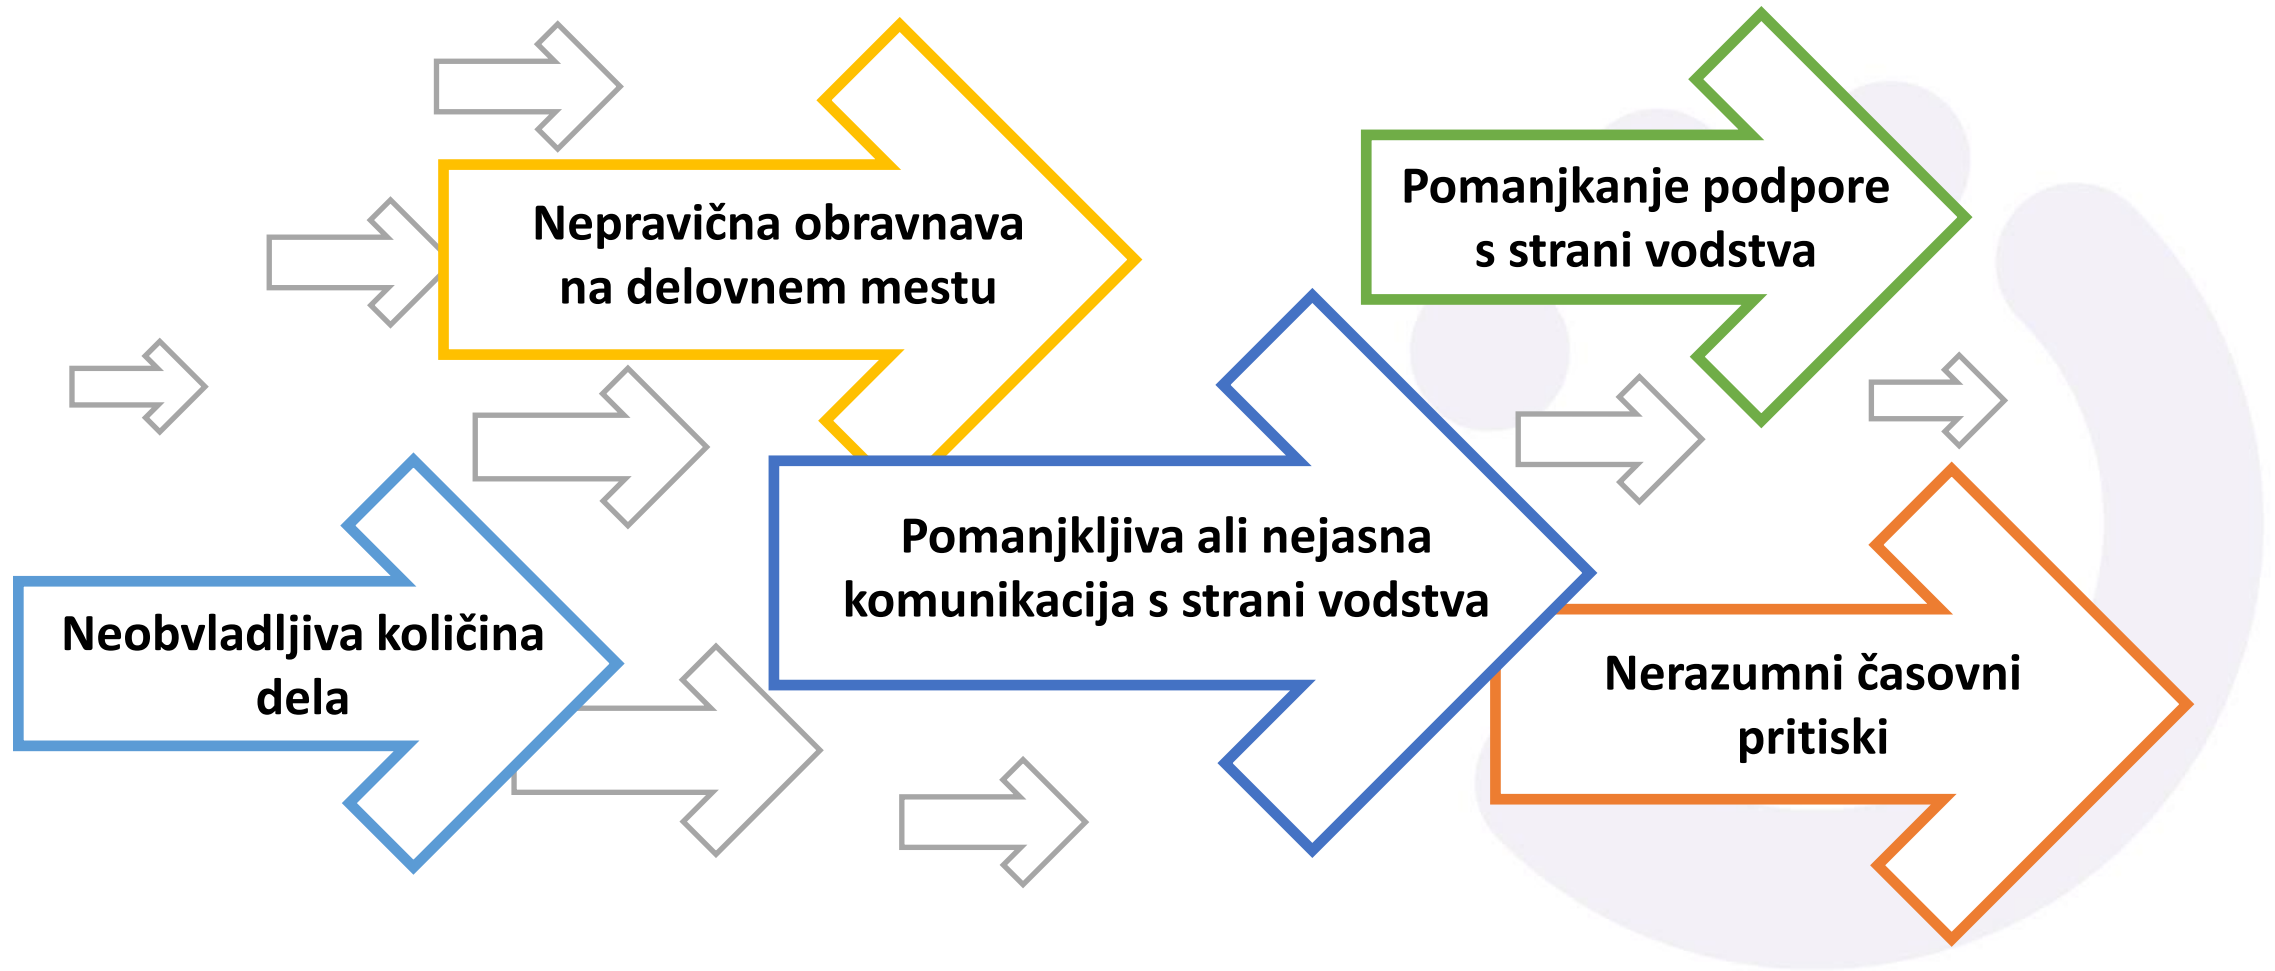 Nepravična obravnava
na delovnem mestu
Pomanjkanje podpore
s strani vodstva
Neobvladljiva količina
dela
Pomanjkljiva ali nejasna
komunikacija s strani vodstva
Nerazumni časovni
pritiski